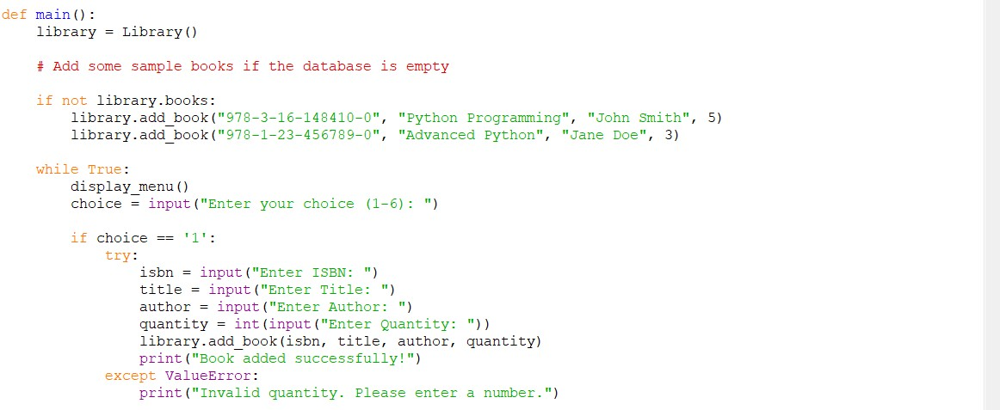 def main():
    library = Library()

    # Add some sample books if the database is empty

    if not library.books:
        library.add_book("978-3-16-148410-0", "Python Programming", "John Smith", 5)
        library.add_book("978-1-23-456789-0", "Advanced Python", "Jane Doe", 3)

    while True:
        display_menu()
        choice = input("Enter your choice (1-6): ")

        if choice == '1':
            try:
                isbn = input("Enter ISBN: ")
                title = input("Enter Title: ")
                author = input("Enter Author: ")
                quantity = int(input("Enter Quantity: "))
                library.add_book(isbn, title, author, quantity)
                print("Book added successfully!")
            except ValueError:
                print("Invalid quantity. Please enter a number.")